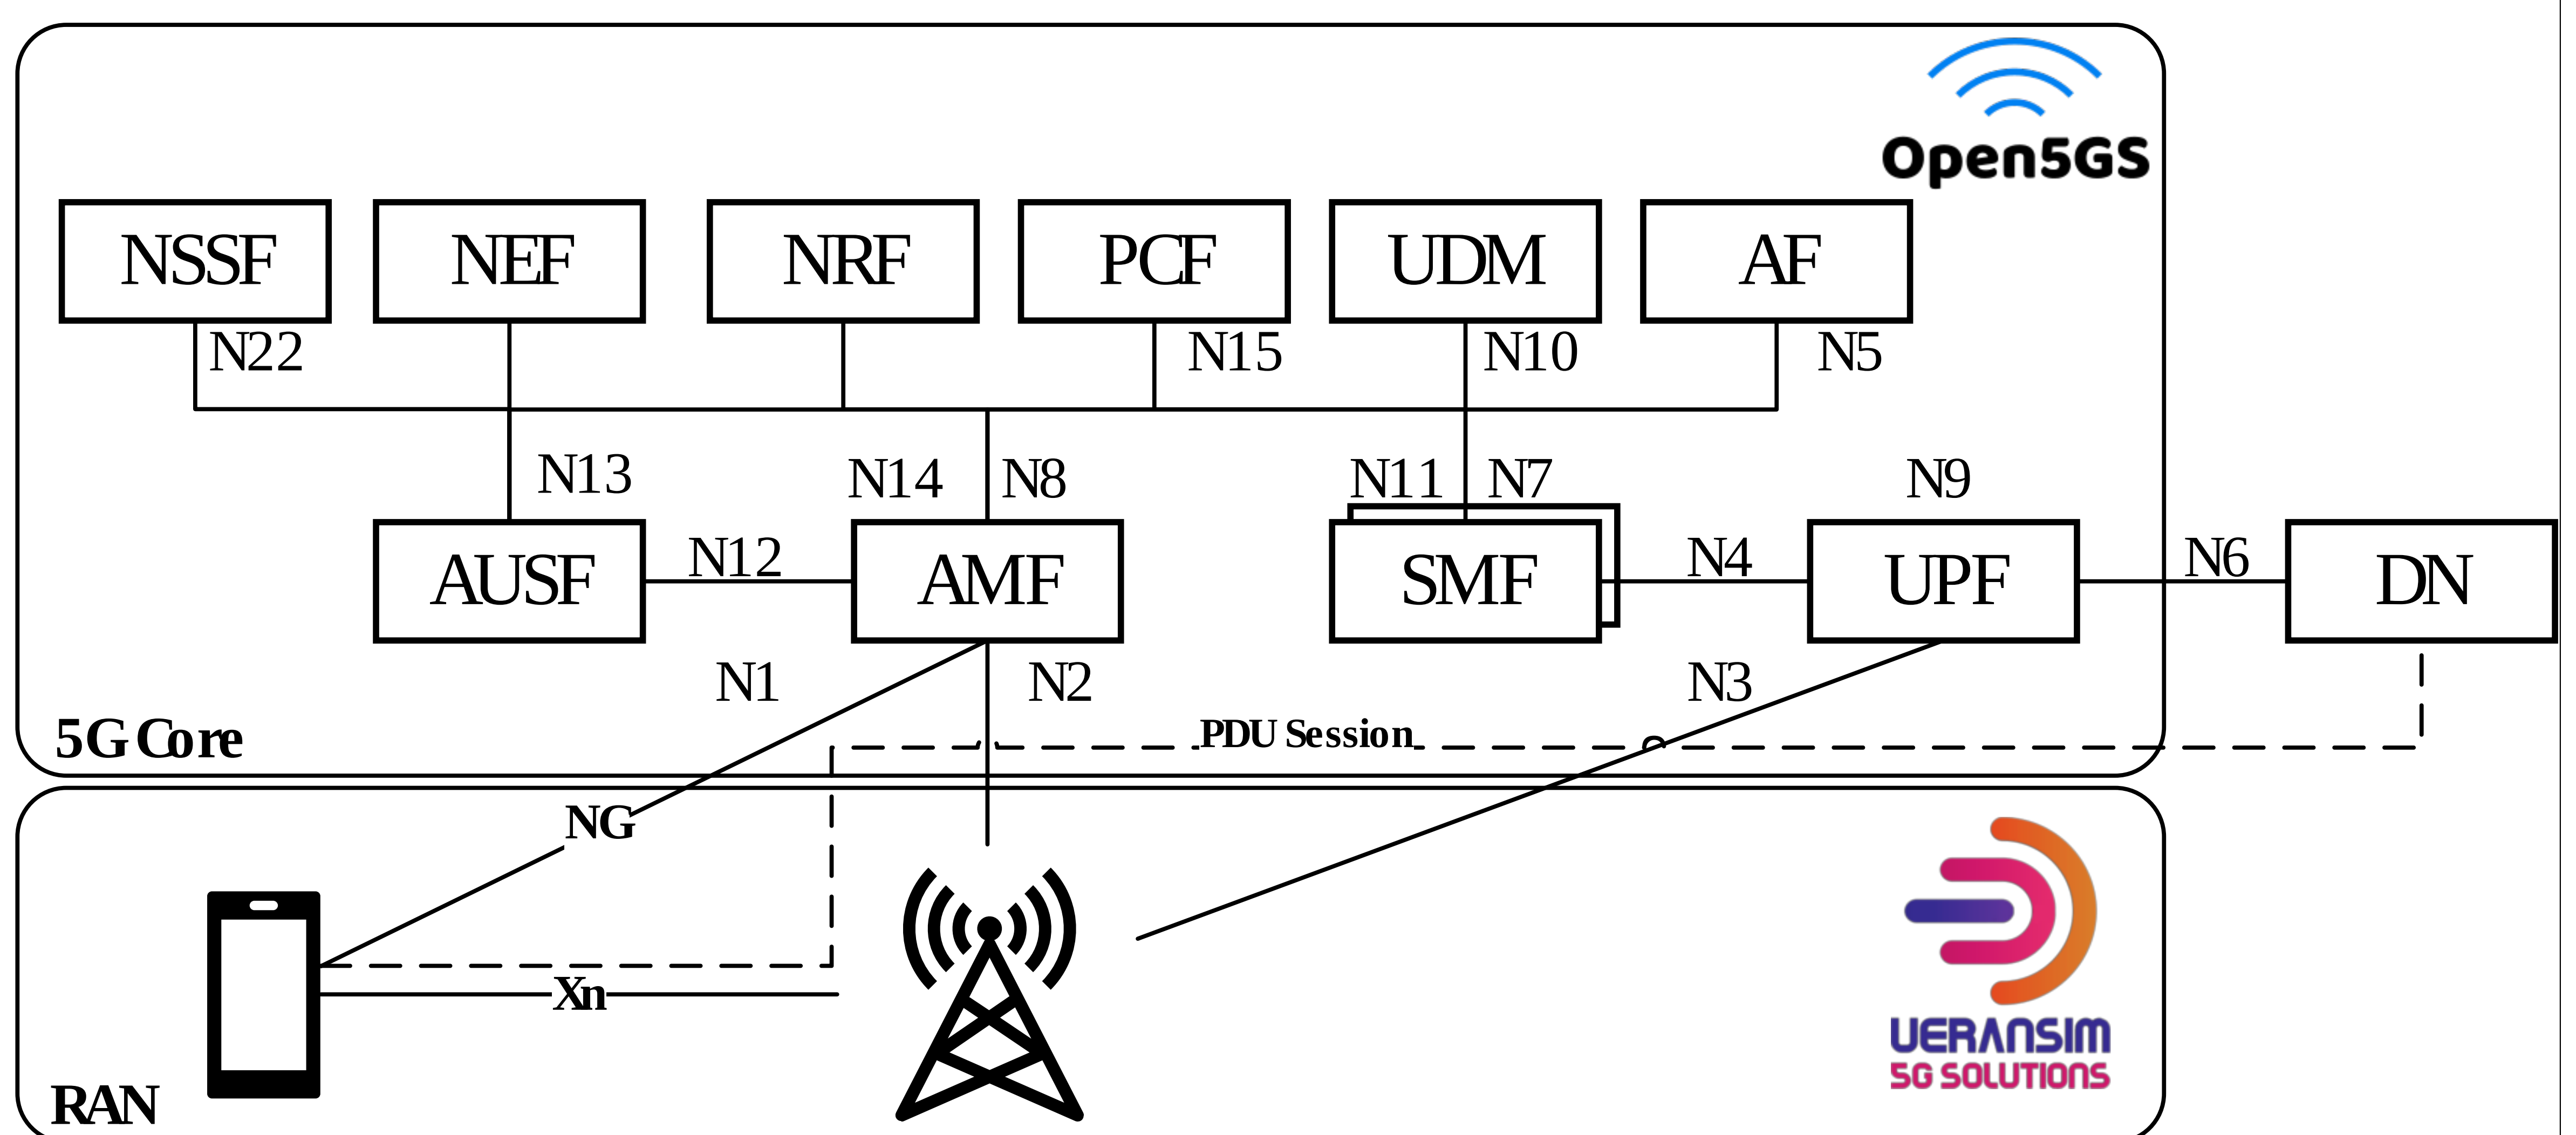 Open5GS
NSSF
NEF
NRF
PCF
UDM
AF
N22
N15
N10
N5
N13
N14
N8
N11
N7
N9
AUSF
N12
AMF
SMF
N4
UPF
N6
DN
N1
N2
N3
5G Core
PDU Session
NG
Xn
UERANSIM
5G SOLUTIONS
RAN